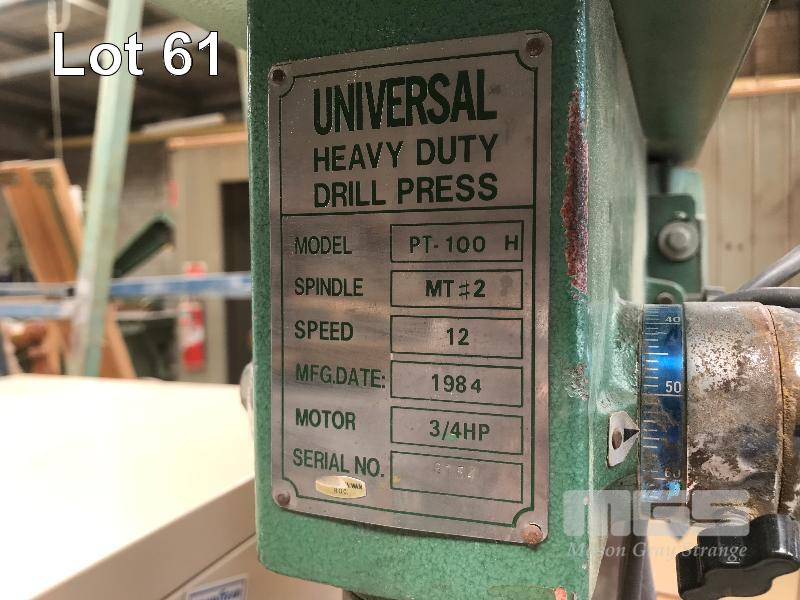 Lot 61
UNIVERSAL
HEAVY DUTY
DRILL PRESS
MODEL PT-100 H
SPINDLE MT#2
SPEED 12
MFG.DATE: 1984
MOTOR 3/4HP
SERIAL NO.
R.O.C.
40
50
60
MGS
Mason Gray Strange